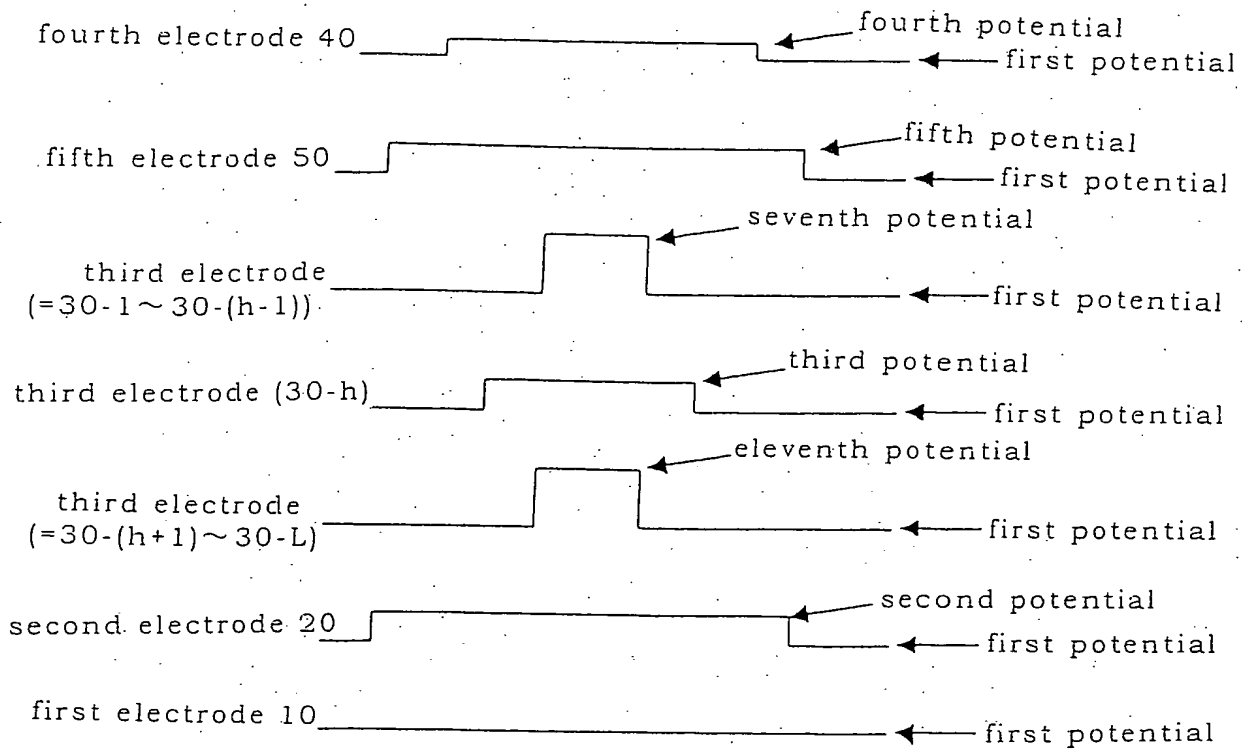 fourth electrode 40
fourth potential
first potential
fifth electrode 50
fifth potential
first potential
seventh potential
third electrode
(=30-1~30-(h-1))
first potential
third potential
third electrode (30-h)
first potential
eleventh potential
third electrode
(=30-(h+1)~30-L)
first potential
second potential
second electrode 20
first potential
first electrode 10
first potential